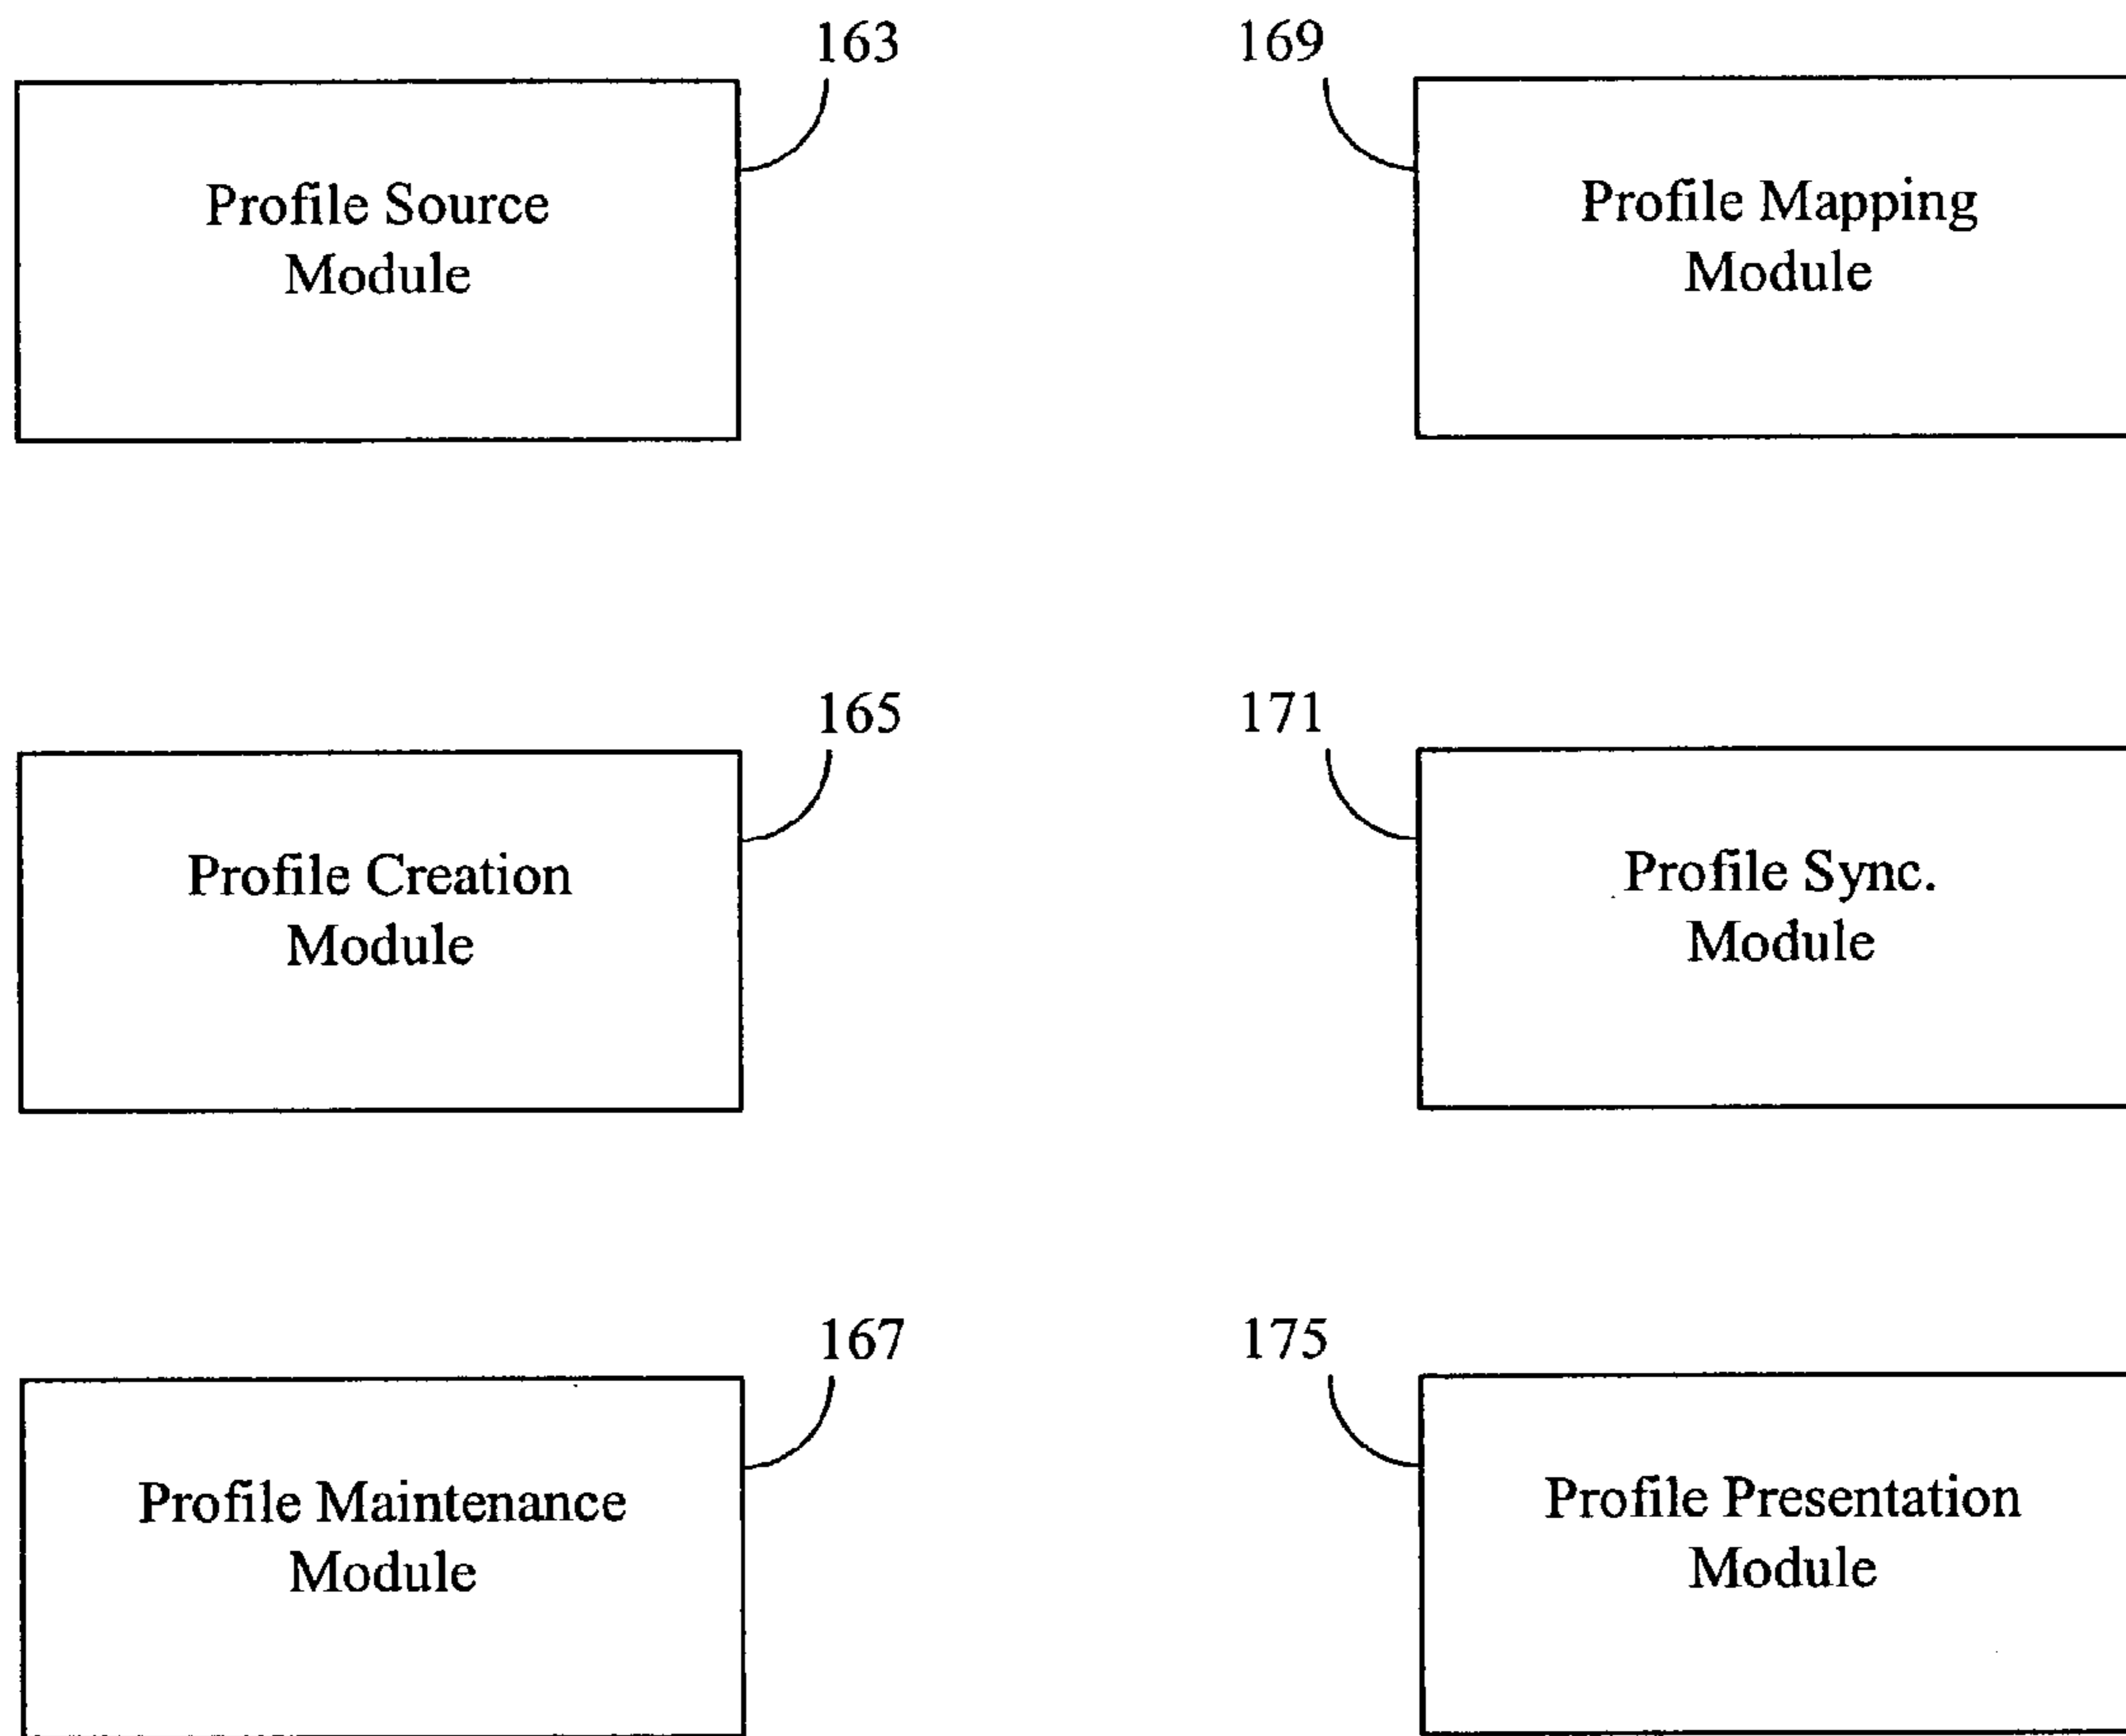 163
169
Profile Source
Module
Profile Mapping
Module
165
171
Profile Creation
Module
Profile Sync.
Module
167
175
Profile Maintenance
Module
Profile Presentation
Module